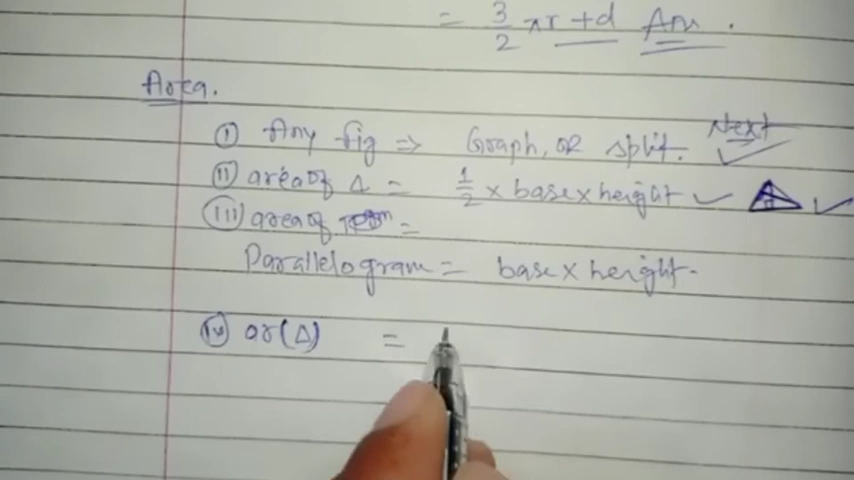 = 3/2 πr + d Ans.
Area.
(i) Any fig => Graph, OR split. Next
(ii) area of Δ = 1/2 × base × height
(iii) area of =
Parallelogram = base × height.
(iv) ar(Δ) =